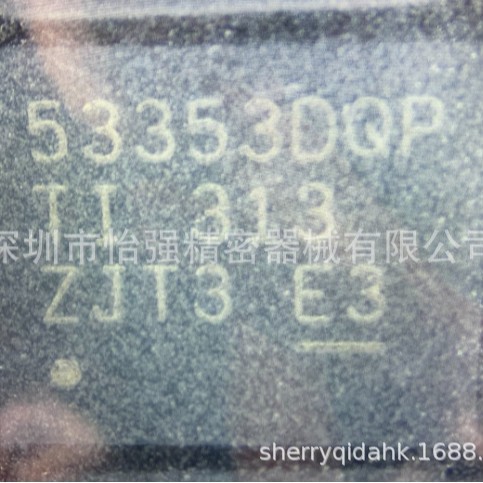 53353DQP
TI 313
深圳市怡强精密器械有限公司
ZJT3 E3
sherryqidahk.1688.